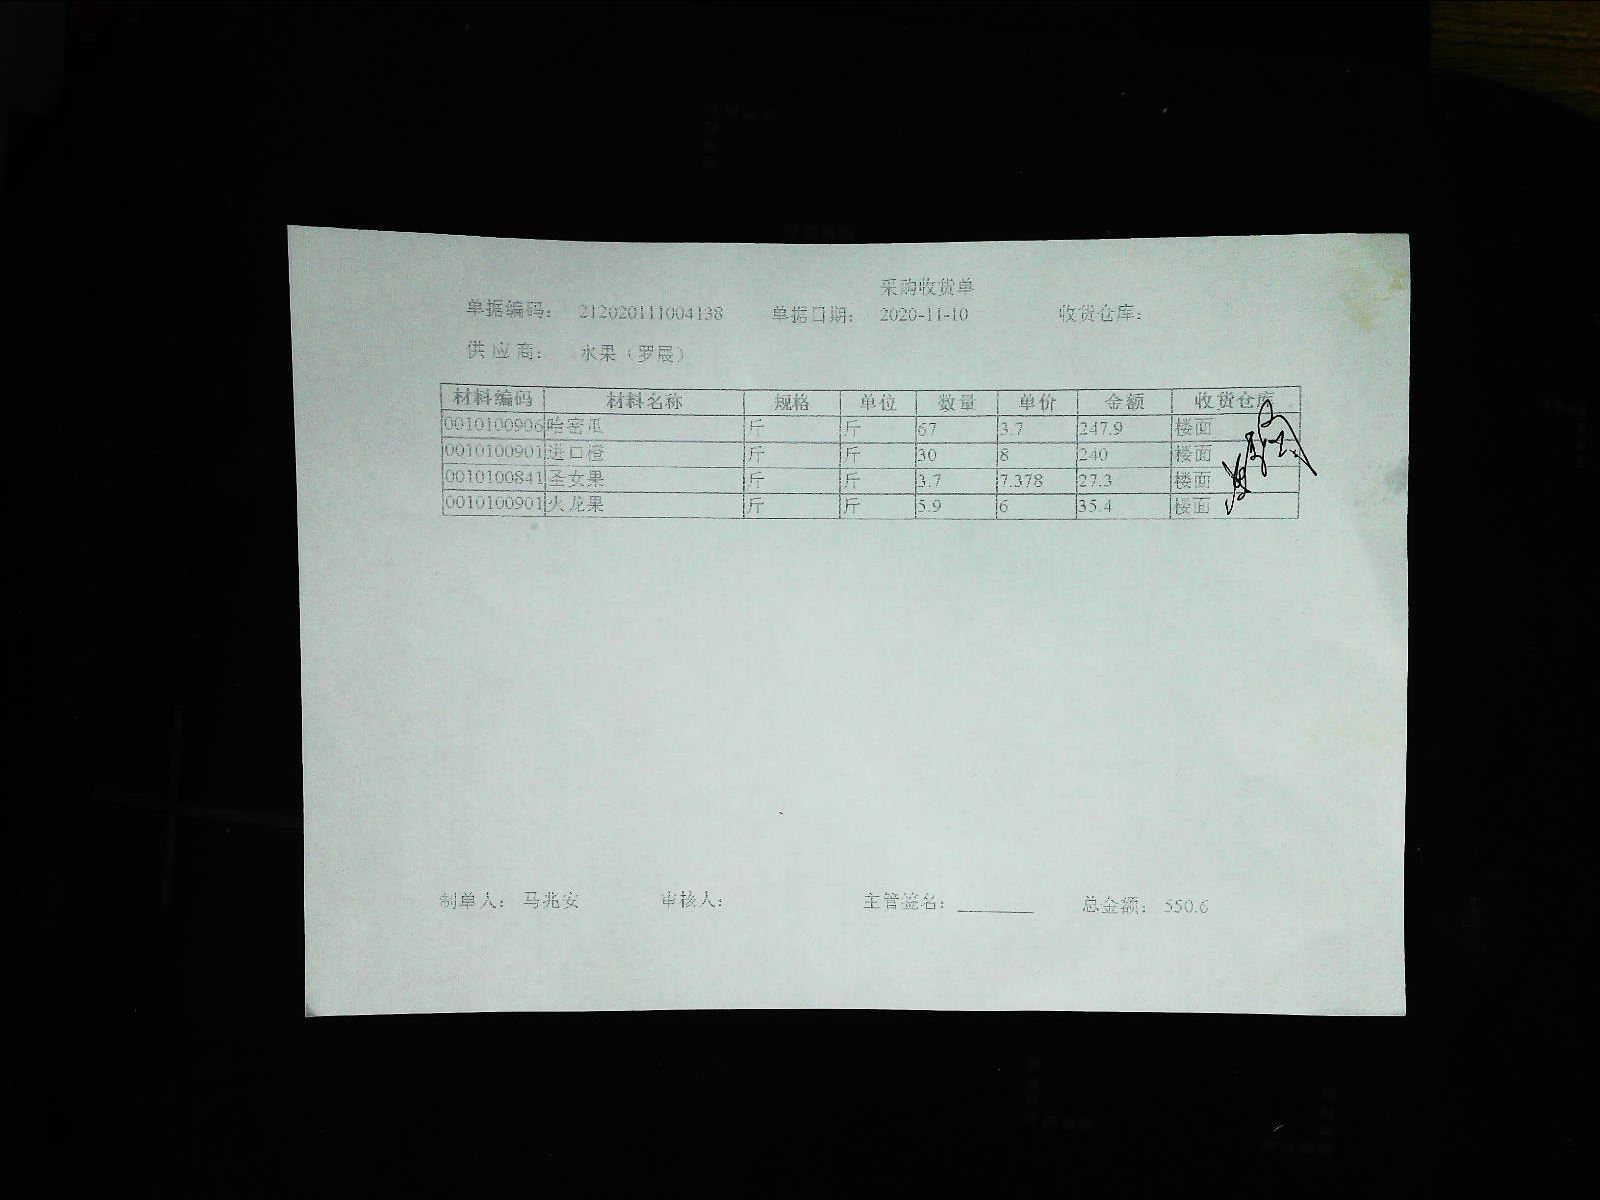 采购收货单
单据编码： 212020111004138 单据日期： 2020-11-10 收货仓库：
供应商： 水果（罗展）
材料编码 材料名称 规格 单位 数量 单价 金额 收货仓库
0010100906 哈密瓜 斤 斤 67 3.7 247.9 楼面
0010100901 进口橙 斤 斤 30 8 240 楼面
0010100841 圣女果 斤 斤 3.7 7.378 27.3 楼面
0010100901 火龙果 斤 斤 5.9 6 35.4 楼面
制单人： 马兆安 审核人： 主管签名： 总金额： 550.6